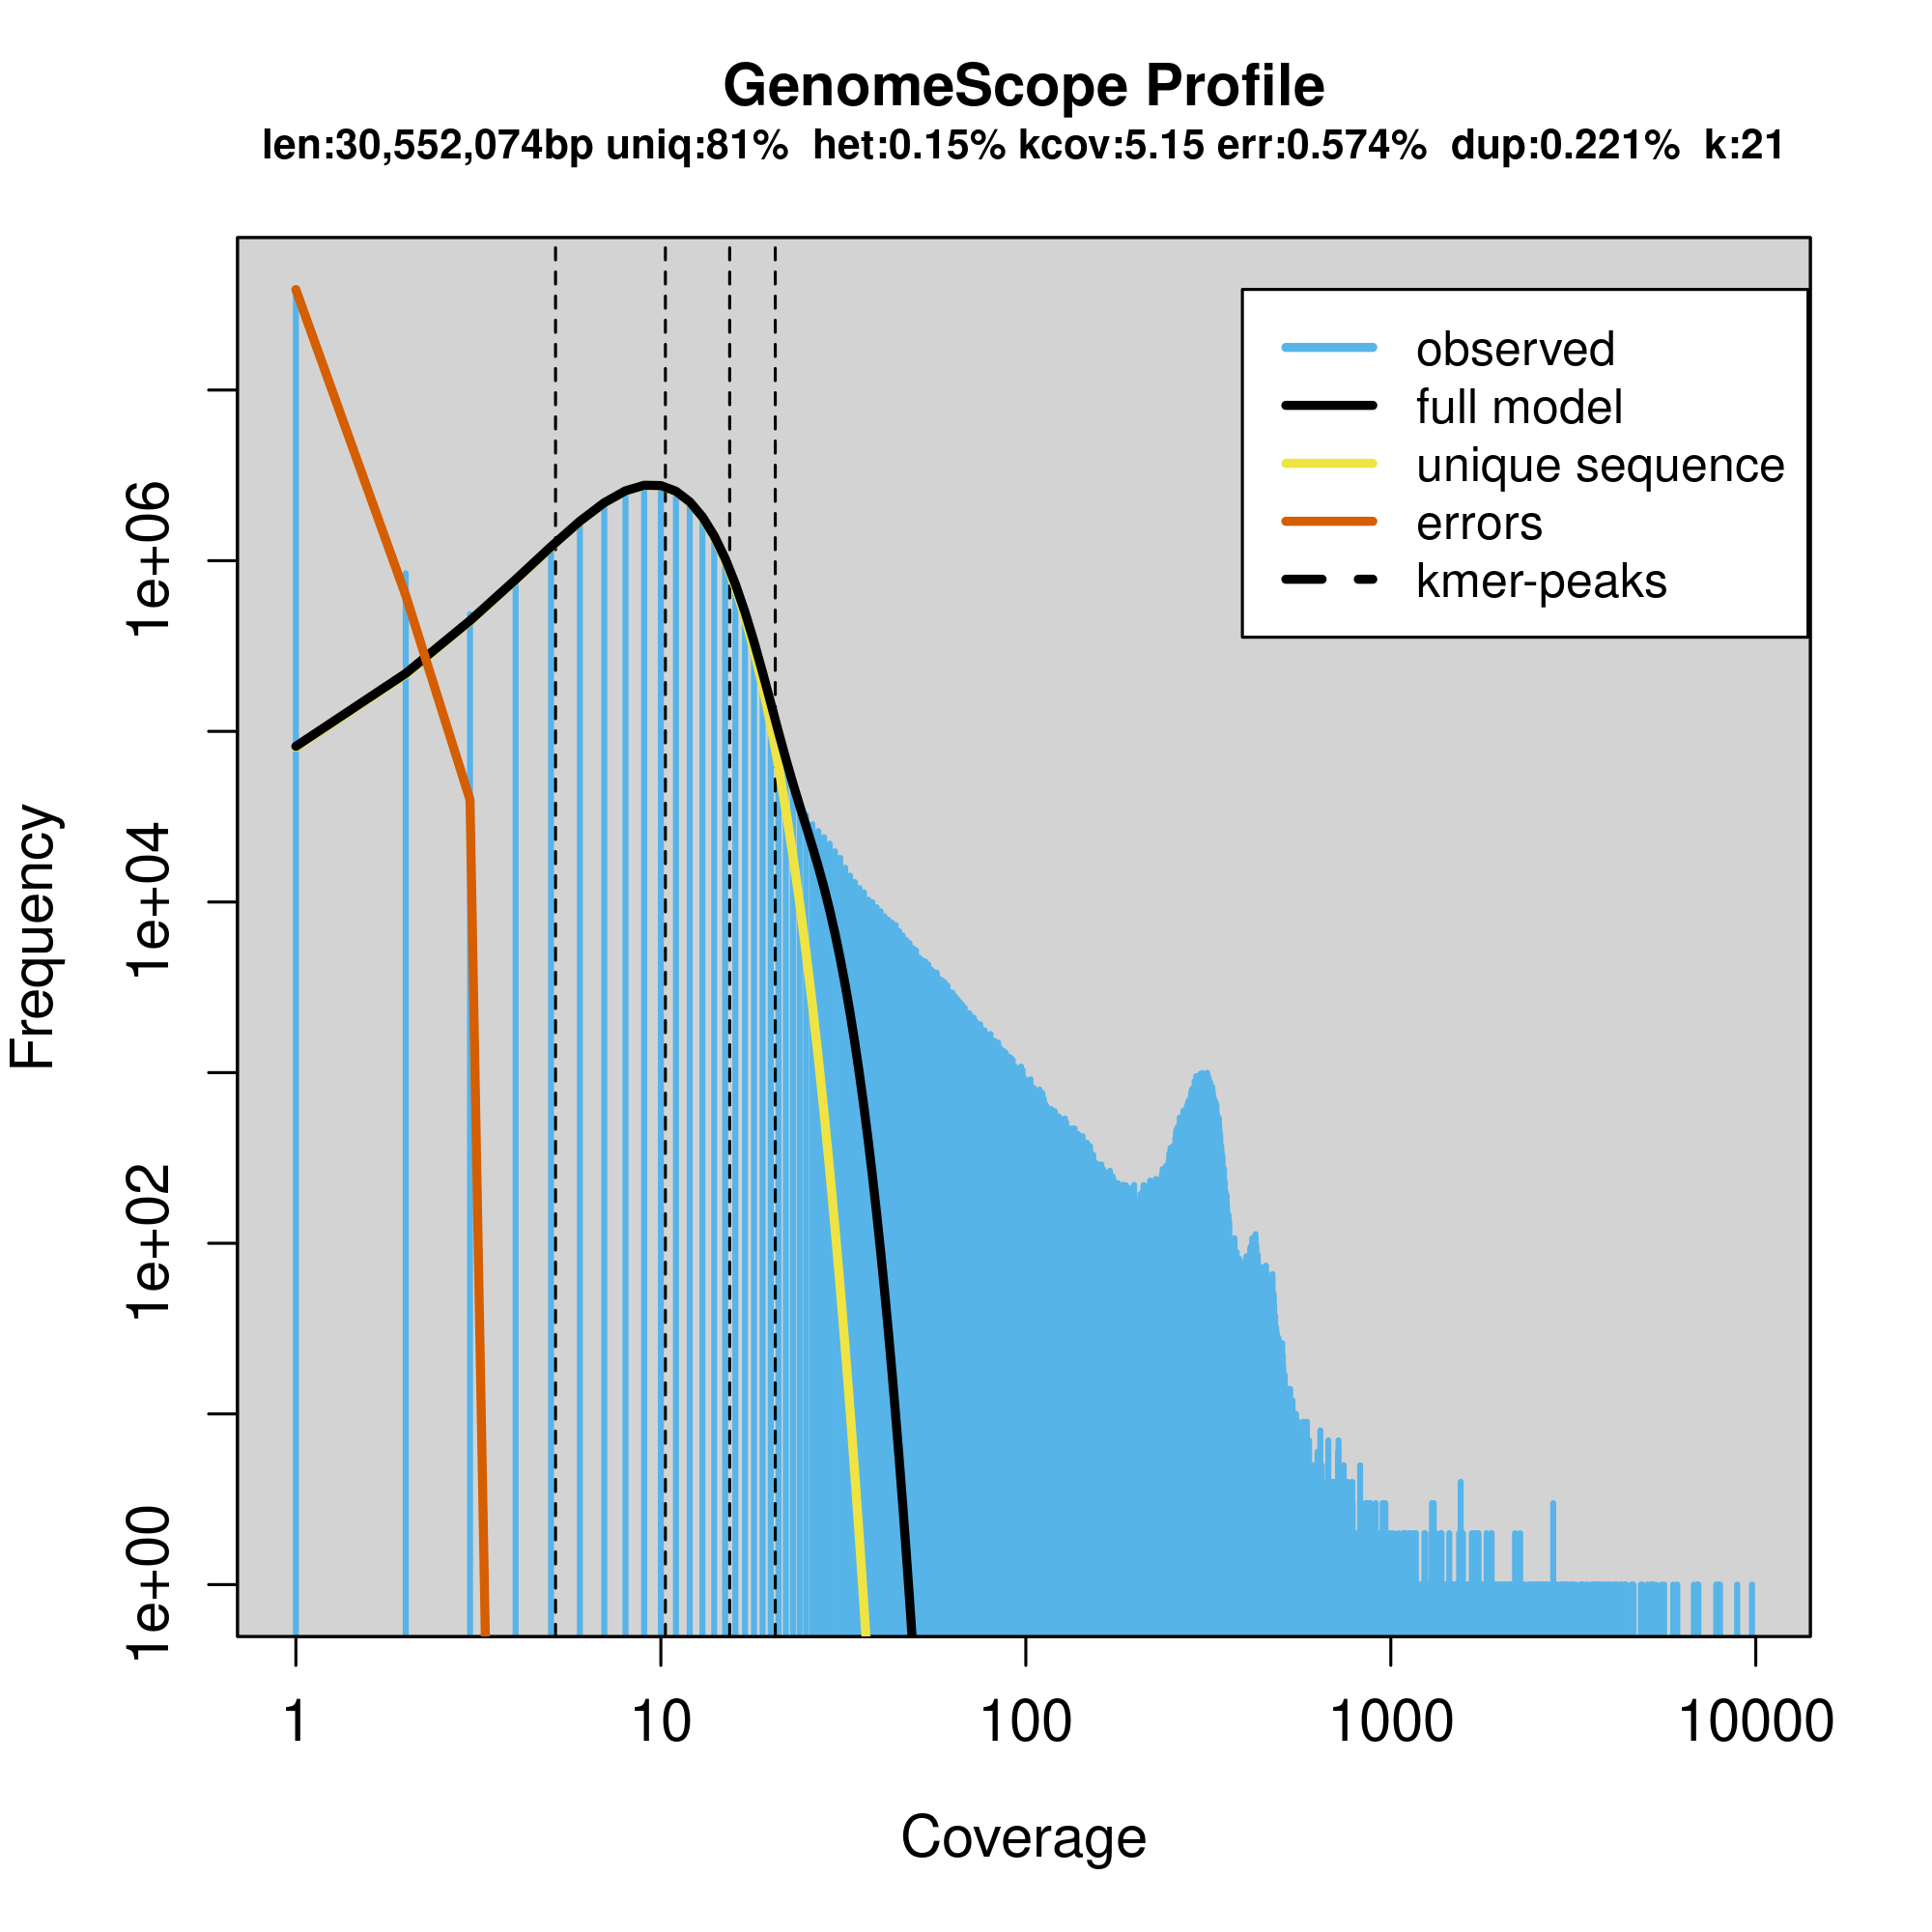 GenomeScope Profile
len:30,552,074bp uniq:81% het:0.15% kcov:5.15 err:0.574% dup:0.221% k:21
observed
full model
unique sequence
errors
kmer-peaks
Frequency
1e+06
1e+04
1e+02
1e+00
1 10 100 1000 10000
Coverage